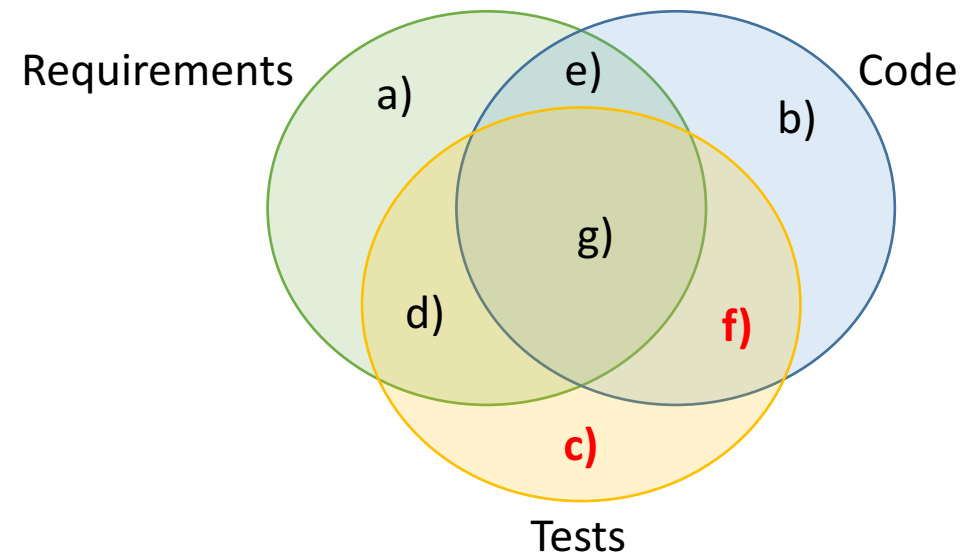 Requirements
a)
e)
Code
b)
g)
d)
f)
c)
Tests